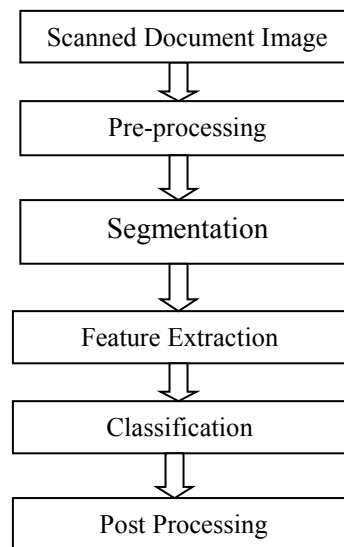 Scanned Document Image
Pre-processing
Segmentation
Feature Extraction
Classification
Post Processing